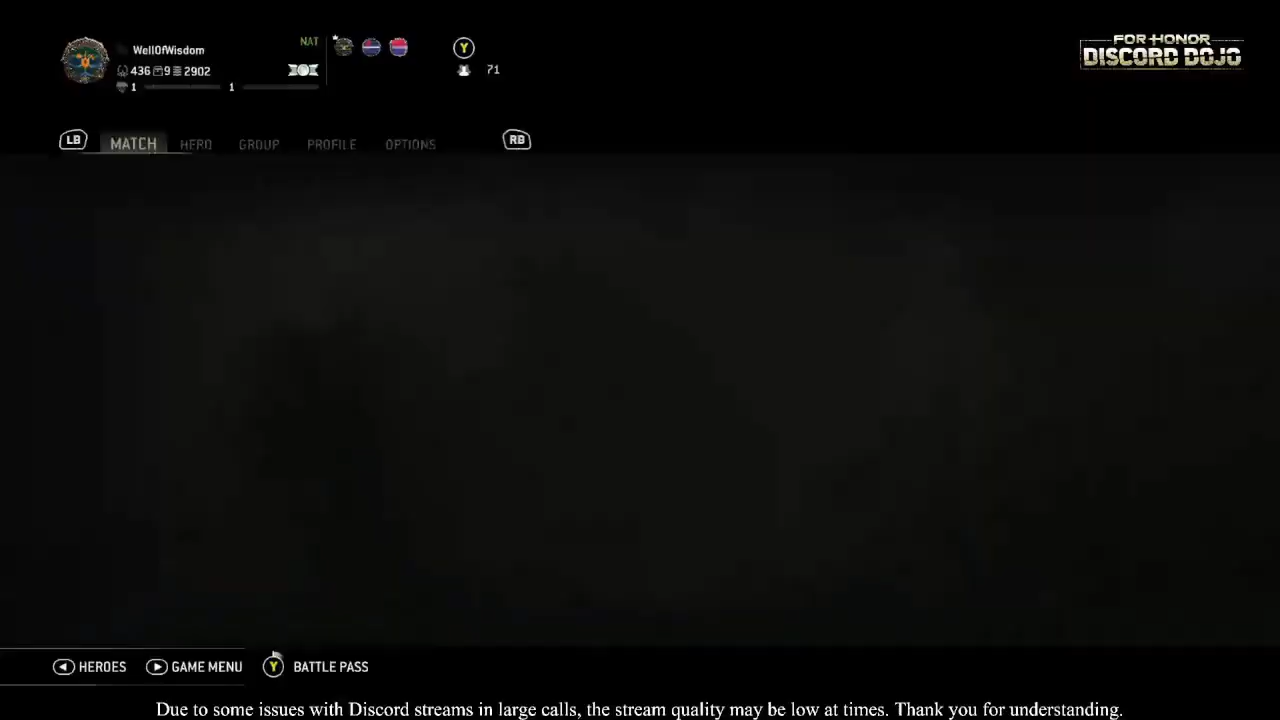 WellOfWisdom
NAT
Y
436 9 2902
71
1
1
FOR HONOR
DISCORD DOJO
LB
MATCH
HERO
GROUP
PROFILE
OPTIONS
RB
HEROES
GAME MENU
Y BATTLE PASS
Due to some issues with Discord streams in large calls, the stream quality may be low at times. Thank you for understanding.